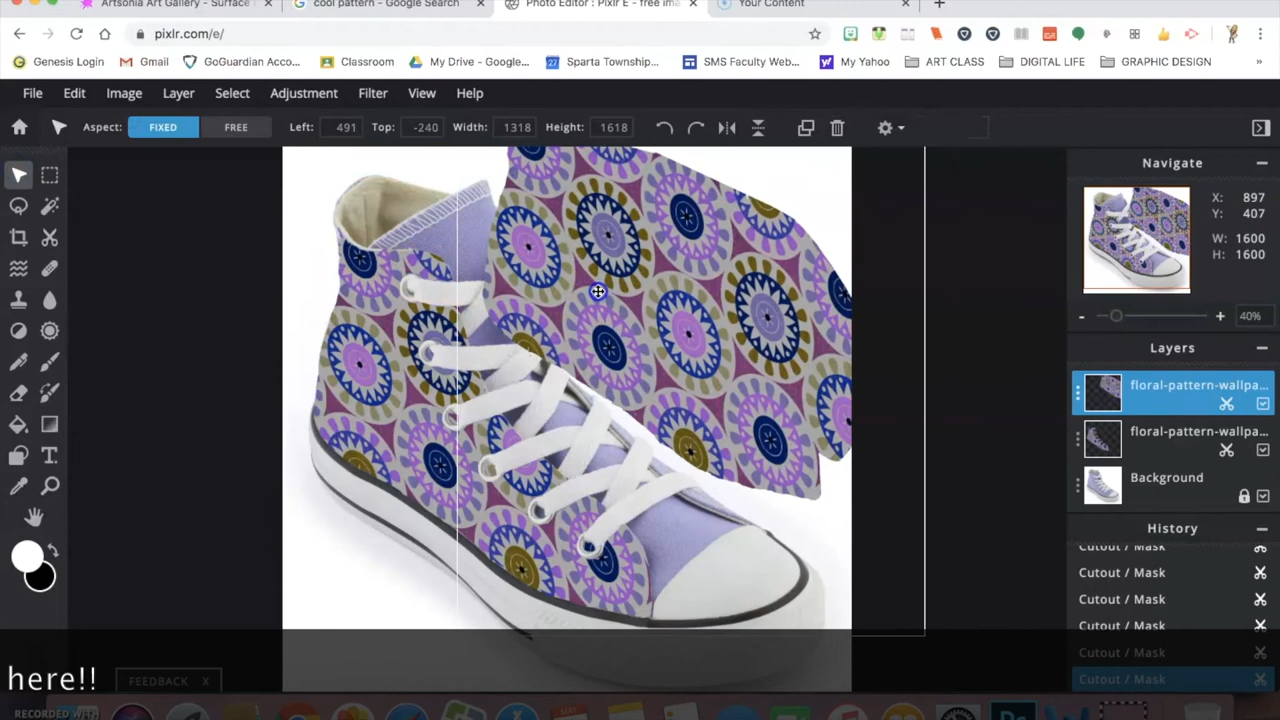 Artsonia Art Gallery - Surface
cool pattern - Google Search
Photo Editor : Pixlr E - free ima
Your Content
pixlr.com/e/
Genesis Login
Gmail
GoGuardian Acco...
Classroom
My Drive - Google...
Sparta Township...
SMS Faculty Web...
My Yahoo
ART CLASS
DIGITAL LIFE
GRAPHIC DESIGN
»
File Edit Image Layer Select Adjustment Filter View Help
Aspect: FIXED FREE Left: 491 Top: -240 Width: 1318 Height: 1618
Navigate
X: 897
Y: 407
W: 1600
H: 1600
- + 40%
Layers
floral-pattern-wallpa...
floral-pattern-wallpa...
Background
History
Cutout / Mask
Cutout / Mask
Cutout / Mask
Cutout / Mask
Cutout / Mask
Cutout / Mask
here!!
FEEDBACK X
RECORDED WITH